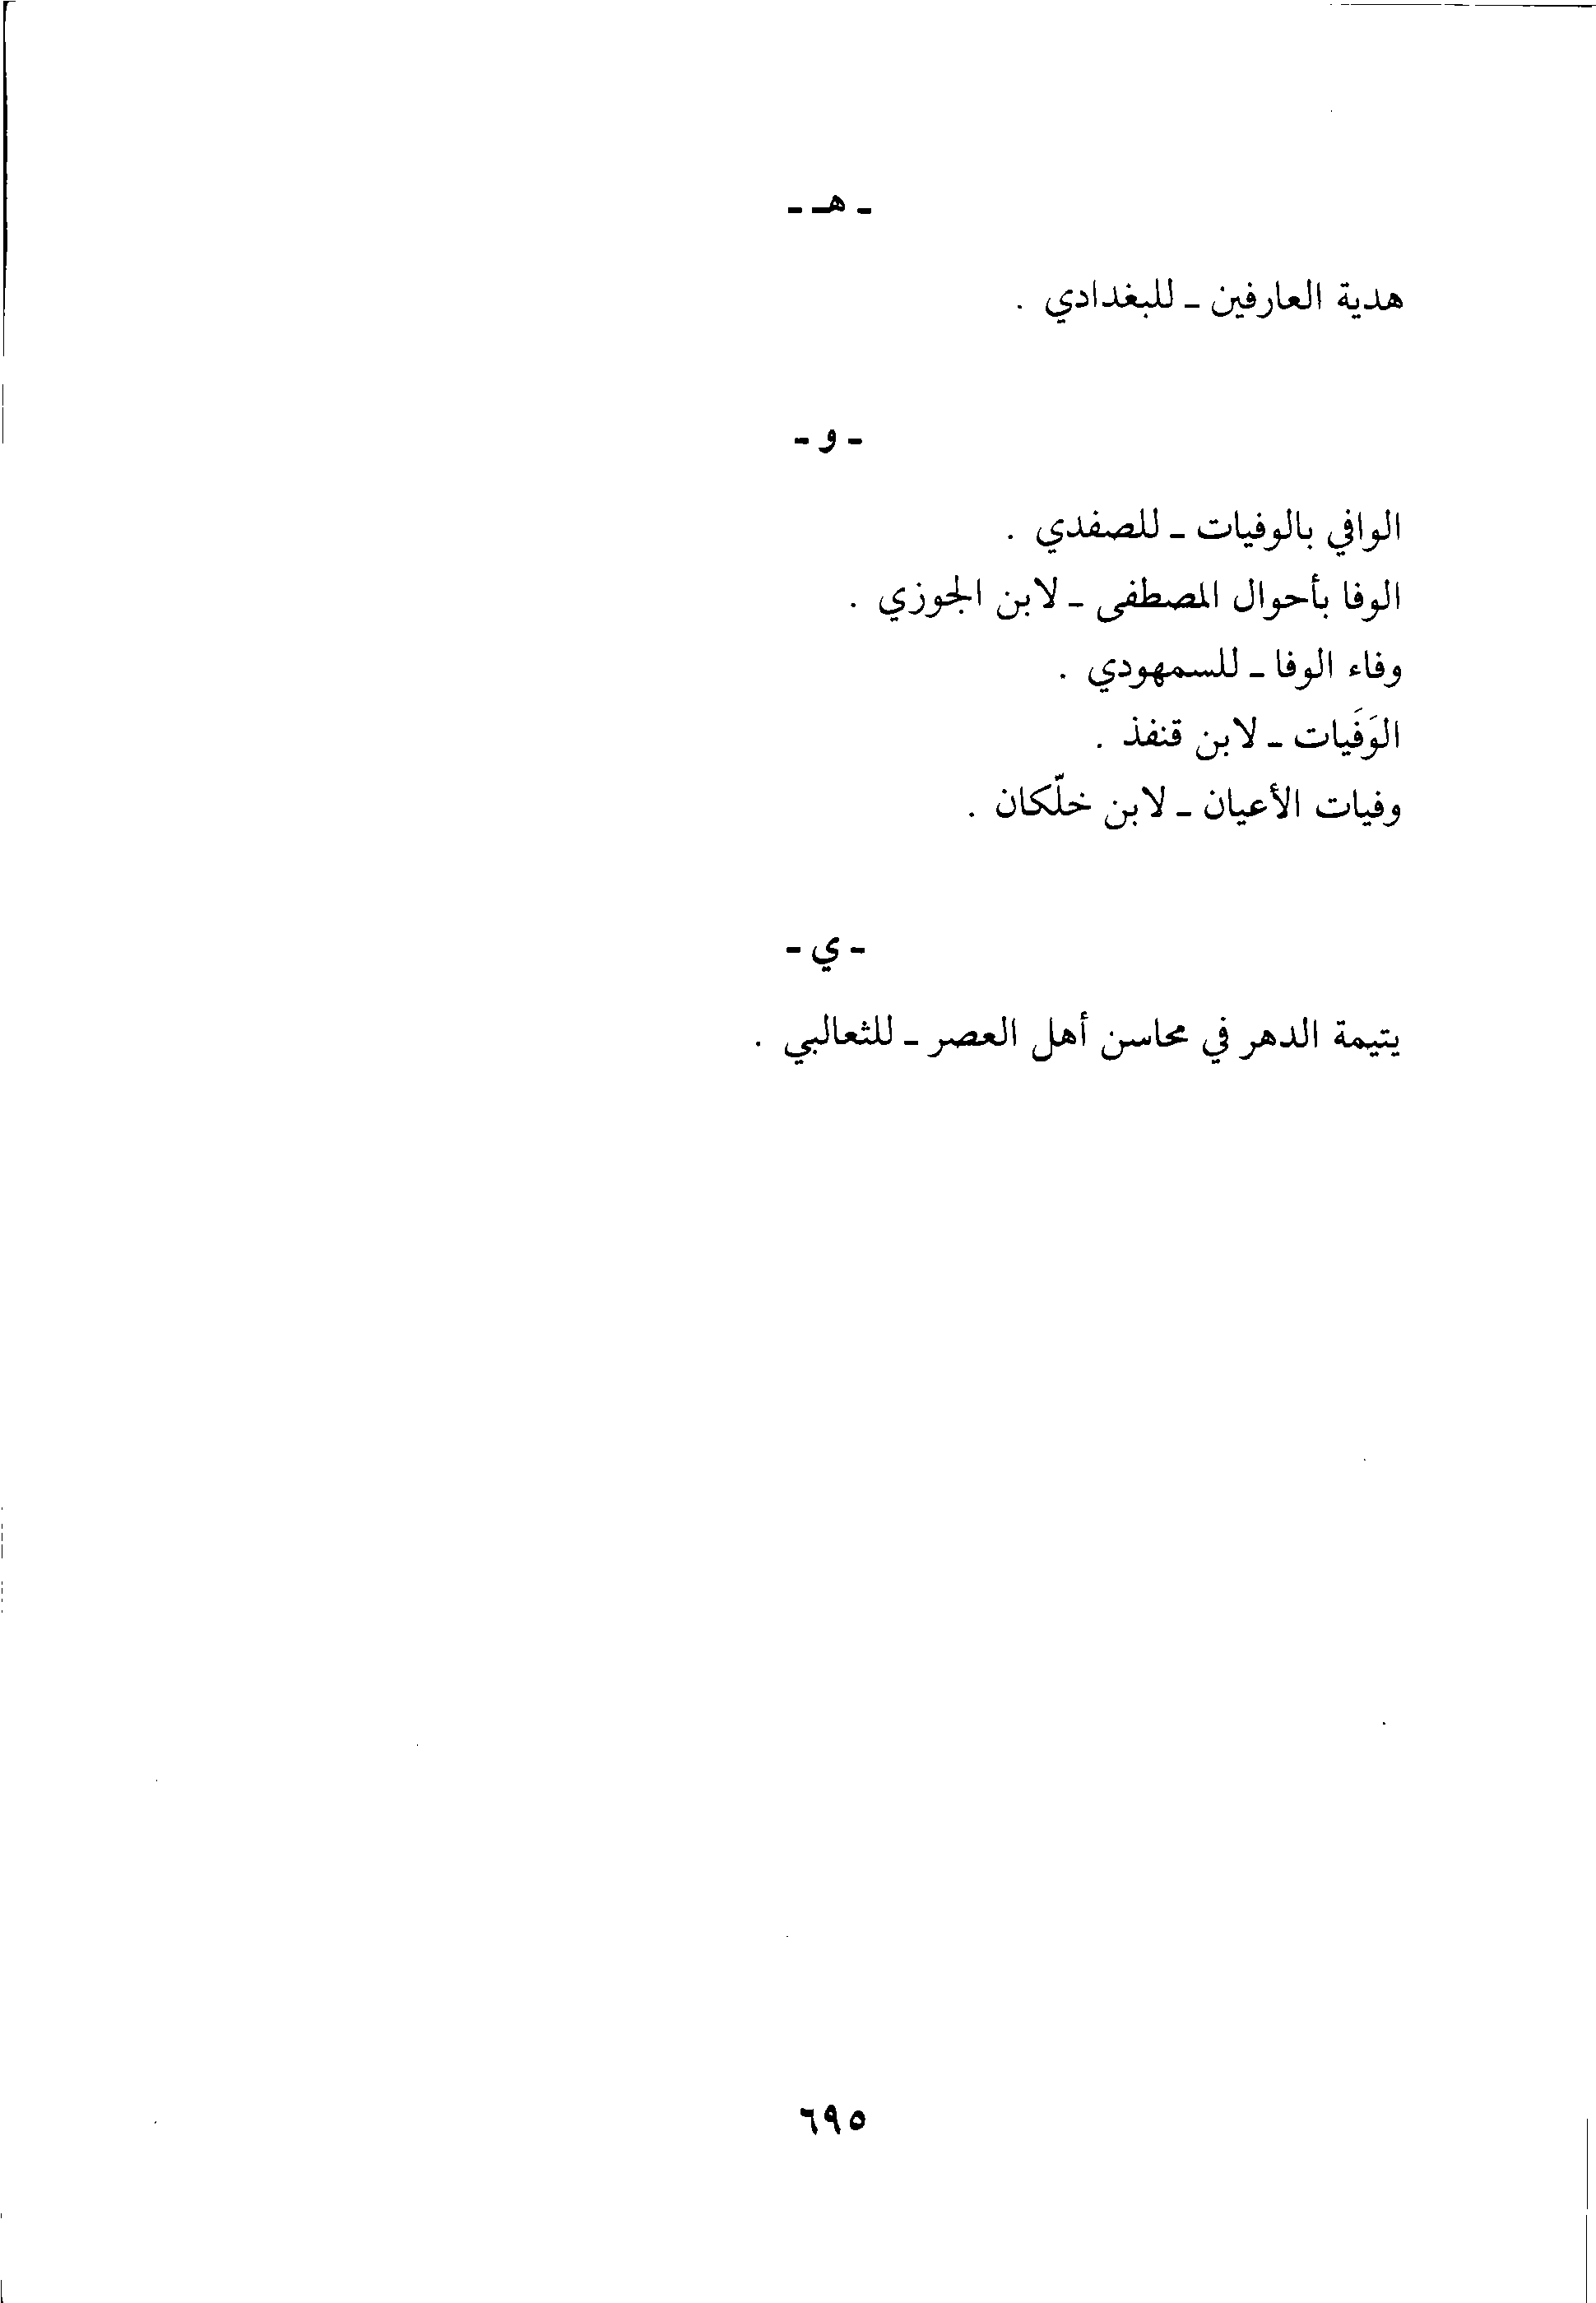 - هـ -
هدية العارفين - للبغدادي .
- و -
الوافي بالوفيات - للصفدي .
الوفا بأحوال المصطفى - لابن الجوزي .
وفاء الوفا - للسمهودي .
الوَفَيات - لابن قنفذ .
وفيات الأعيان - لابن خلّكان .
- ي -
يتيمة الدهر في محاسن أهل العصر - للثعالبي .
٦٩٥